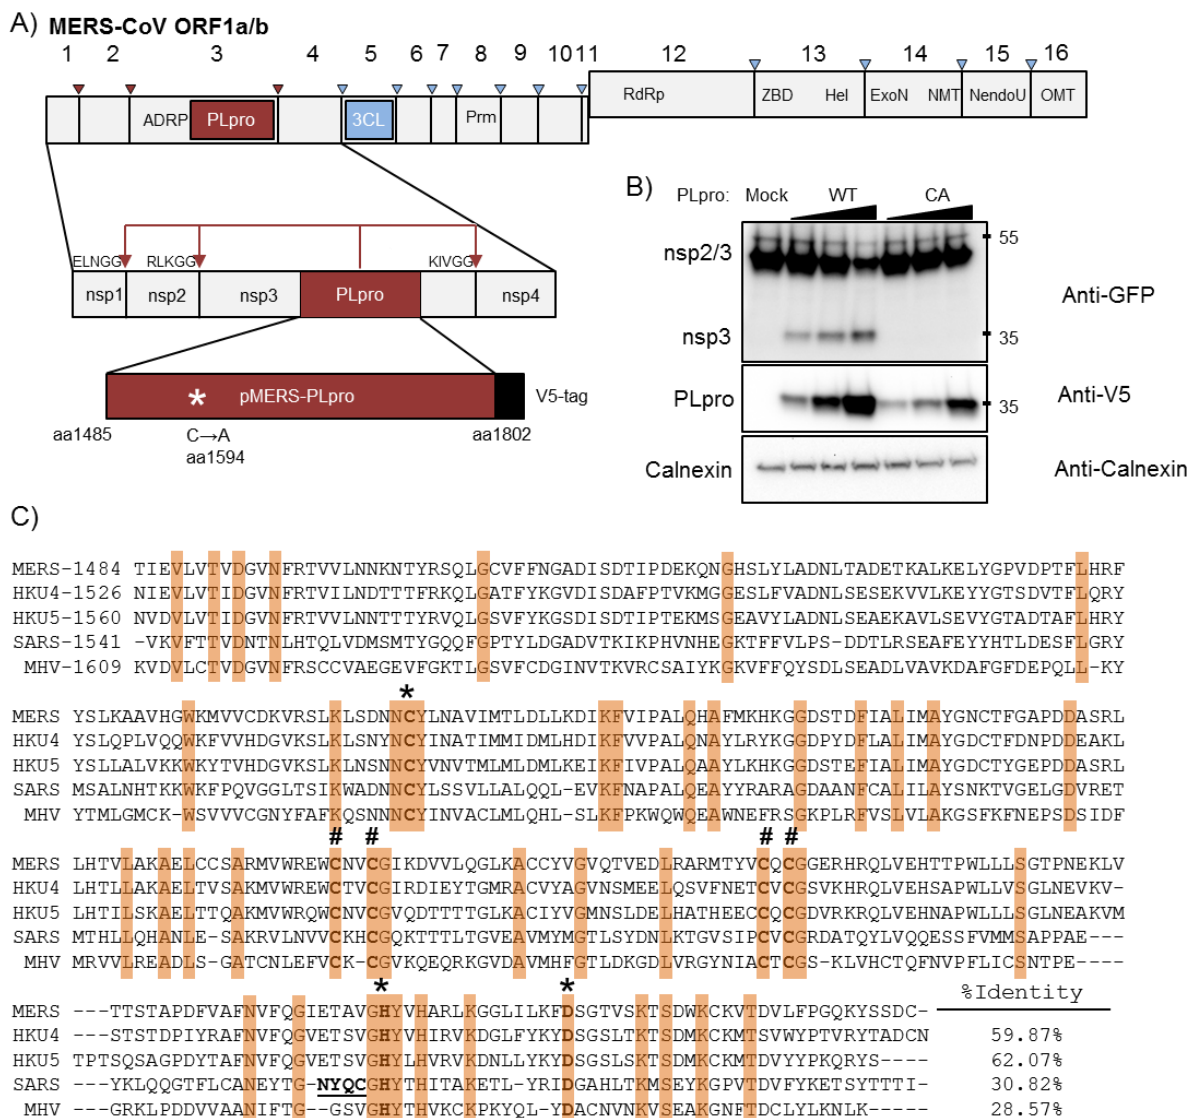 A) MERS-CoV ORF1a/b
1 2 3 4 5 6 7 8 9 10 11 12 13 14 15 16
ADRP PLpro 3CL Prm RdRp ZBD Hel ExoN NMT NendoU OMT
ELNGG RLKGG KIVGG
nsp1 nsp2 nsp3 PLpro nsp4
* pMERS-PLpro V5-tag
aa1485 C→A aa1802
aa1594
B) PLpro: Mock WT CA
nsp2/3 55
Anti-GFP
nsp3 35
PLpro 35 Anti-V5
Calnexin Anti-Calnexin
C)
MERS-1484 TIEVLVTVDGVNFRTVVLNNKNTYRSQLGCVFFNGADISDTIPDEKQNGHSLYLADNLTADETKALKELYGPVDPTFLHRF
HKU4-1526 NIEVLVTIDGVNFRTVILNDTTTFRKQLGATFYKGVDISDAFPTVKMGGESLFVADNLSESEKVVLKEYYGTSDVTFLQRY
HKU5-1560 NVDVLVTIDGVNFRTVILNNTTTYRVQLGSVFYKGSDISDTIPTEKMSGEAVYLADNLSEAEKAVLSEVYGTADTAFLHRY
SARS-1541 -VKVFTTVDNTNLHTQLVDMSMTYGQQFGPTYLDGADVTKIKPHVNHEGKTFFVLPS-DDTLRSEAFEYYHTLDESFLGRY
MHV-1609 KVDVLCTVDGVNFRSCCVAEGEVFGKTLGSVFCDGINVTKVRCSAIYKGKVFFQYSDLSEADLVAVKDAFGFDEPQLL-KY
*
MERS YSLKAAVHGWKMVVCDKVRSLKLSDNNCYLNAVIMTLDLLKDIKFVIPALQHAFMKHKGGDSTDFIALIMAYGNCTFGAPDDASRL
HKU4 YSLQPLVQQWKFVVHDGVKSLKLSNYNCYINATIMMIDMLHDIKFVVPALQNAYLRYKGGDPYDFLALIMAYGDCTFDNPDDEAKL
HKU5 YSLLALVKKWKYTVHDGVKSLKLNSNNCYVNVTMLMLDMLKEIKFIVPALQAAYLKHKGGDSTEFIALIMAYGDCTYGEPDDASRL
SARS MSALNHTKKWKFPQVGGLTSIKWADNNCYLSSVLLALQQL-EVKFNAPALQEAYYRARAGDAANFCALILAYSNKTVGELGDVRET
MHV YTMLGMCK-WSVVVCGNYFAFKQSNNNCYINVACLMLQHL-SLKFPKWQWQEAWNEFRSGKPLRFVSLVLAKGSFKFNEPSDSIDF
# # # #
MERS LHTVLAKAELCCSARMVWREWCNVCGIKDVVLQGLKACCYVGVQTVEDLRARMTYVCQCGGERHRQLVEHTTPWLLLSGTPNEKLV
HKU4 LHTLLAKAELTVSAKMVWREWCTVCGIRDIEYTGMRACVYAGVNSMEELQSVFNETCVCGSVKHRQLVEHSAPWLLVSGLNEVKV-
HKU5 LHTILSKAELTTQAKMVWRQWCNVCGVQDTTTTGLKACIYVGMNSLDELHATHEECCQCGDVRKRQLVEHNAPWLLLSGLNEAKVM
SARS MTHLLQHANLE-SAKRVLNVVCKHCGQKTTTLTGVEAVMYMGTLSYDNLKTGVSIPCVCGRDATQYLVQQESSFVMMSAPPAE----
MHV MRVVLREADLS-GATCNLEFVCK-CGVKQEQRKGVDAVMHFGTLDKGDLVRGYNIACTCGS-KLVHCTQFNVPFLICSNTPE----
* * %Identity
MERS ---TTSTAPDFVAFNVFQGIETAVGHYVHARLKGGLILKFDSGTVSKTSDWKCKVTDVLFPGQKYSSDC-
HKU4 ---STSTDPIYRAFNVFQGVETSVGHYVHIRVKDGLFYKYDSGSLTKTSDMKCKMTSVWYPTVRYTADCN 59.87%
HKU5 TPTSQSAGPDYTAFNVFQGVETSVGHYLHVRVKDNLLYKYDSGSLSKTSDMKCKMTDVYYPKQRYS---- 62.07%
SARS ---YKLQQGTFLCANEYTG-NYQCGHYTHITAKETL-YRIDGAHLTKMSEYKGPVTDVFYKETSYTTTI- 30.82%
MHV ---GRKLPDDVVAANIFTG--GSVGHYTHVKCKPKYQL-YDACNVNKVSEAKGNFTDCLYLKNLK----- 28.57%